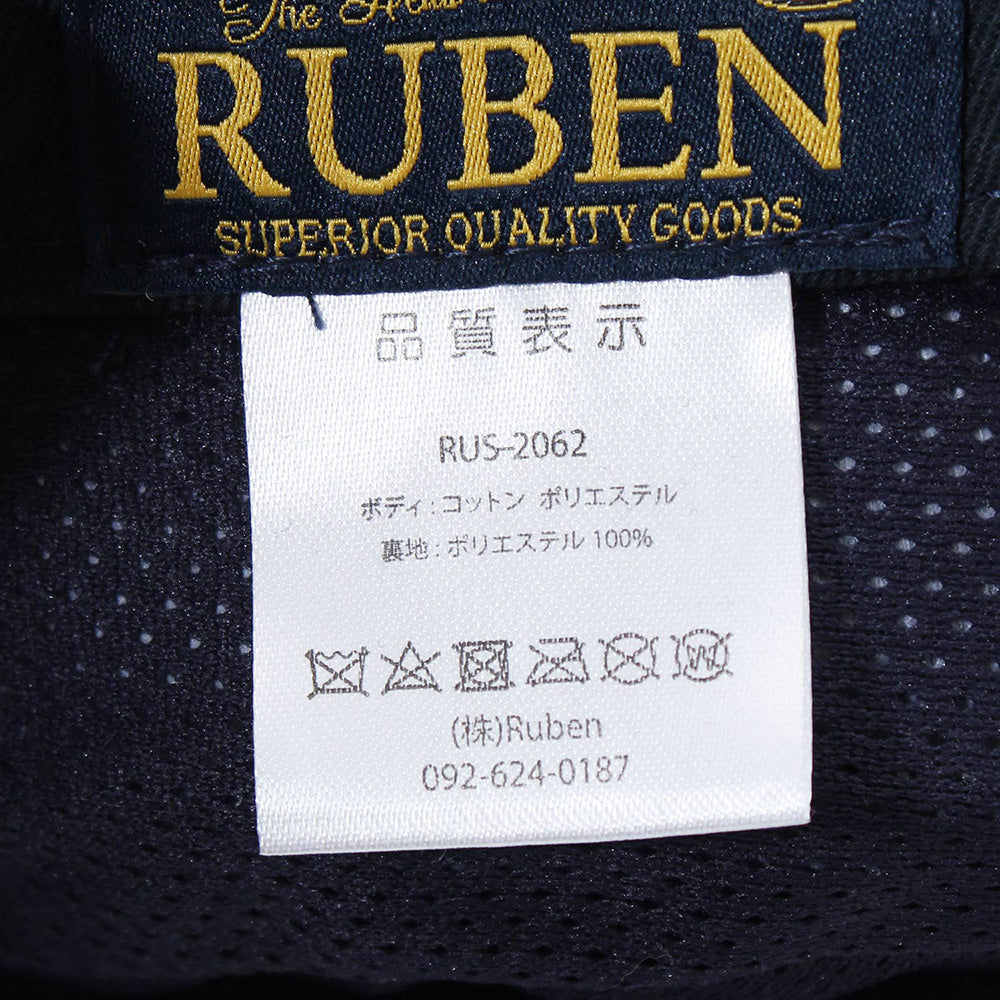 The
RUBEN
SUPERIOR QUALITY GOODS
品質表示
RUS-2062
ボディ:コットン ポリエステル
裏地:ポリエステル 100%
W
(株)Ruben
092-624-0187